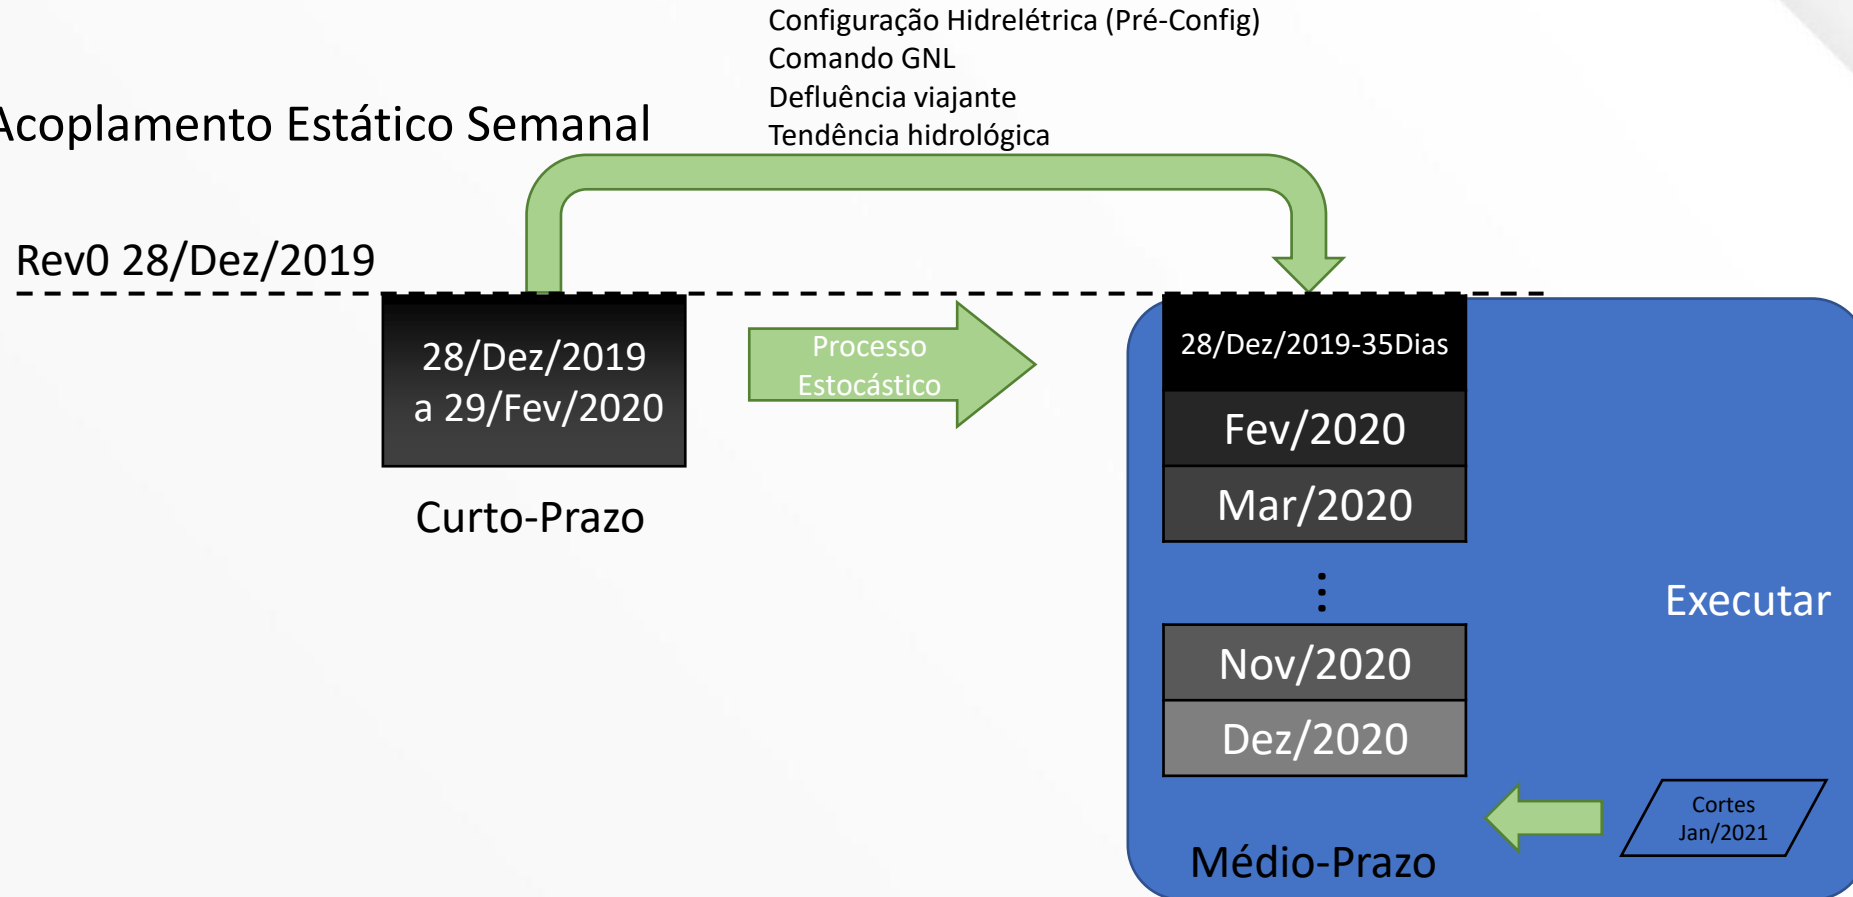 Configuração Hidrelétrica (Pré-Config)
Comando GNL
Defluência viajante
Tendência hidrológica
Acoplamento Estático Semanal
Rev0 28/Dez/2019
28/Dez/2019
a 29/Fev/2020
Curto-Prazo
Processo
Estocástico
28/Dez/2019-35Dias
Fev/2020
Mar/2020
⋮
Nov/2020
Dez/2020
Médio-Prazo
Executar
Cortes
Jan/2021